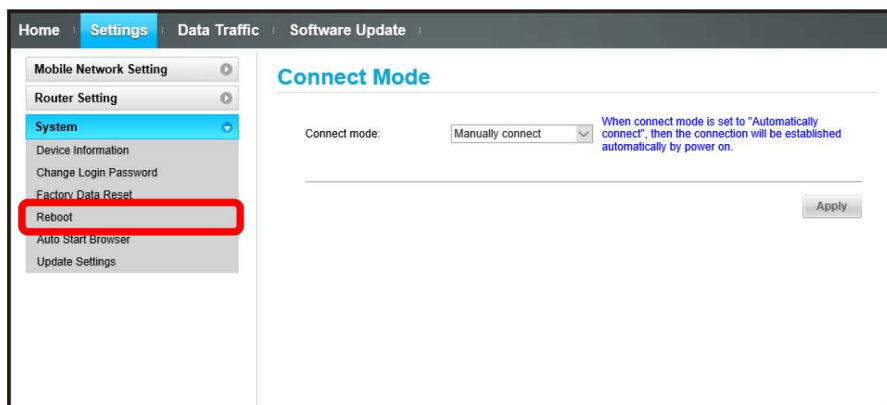 Home Settings Data Traffic Software Update
Mobile Network Setting
Router Setting
System
Device Information
Change Login Password
Factory Data Reset
Reboot
Auto Start Browser
Update Settings
Connect Mode
Connect mode: Manually connect
When connect mode is set to "Automatically
connect", then the connection will be established
automatically by power on.
Apply